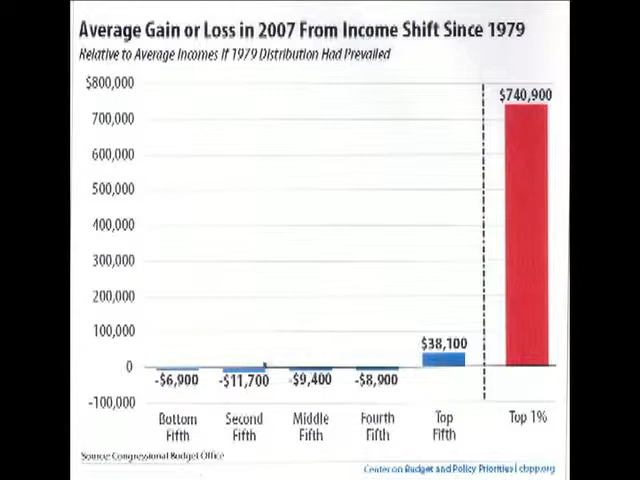 Average Gain or Loss in 2007 From Income Shift Since 1979
Relative to Average Incomes If 1979 Distribution Had Prevailed
$800,000
700,000
600,000
500,000
400,000
300,000
200,000
100,000
0
-100,000
-$6,900
-$11,700
-$9,400
-$8,900
$38,100
$740,900
Bottom Fifth
Second Fifth
Middle Fifth
Fourth Fifth
Top Fifth
Top 1%
Source: Congressional Budget Office
Center on Budget and Policy Priorities | cbpp.org